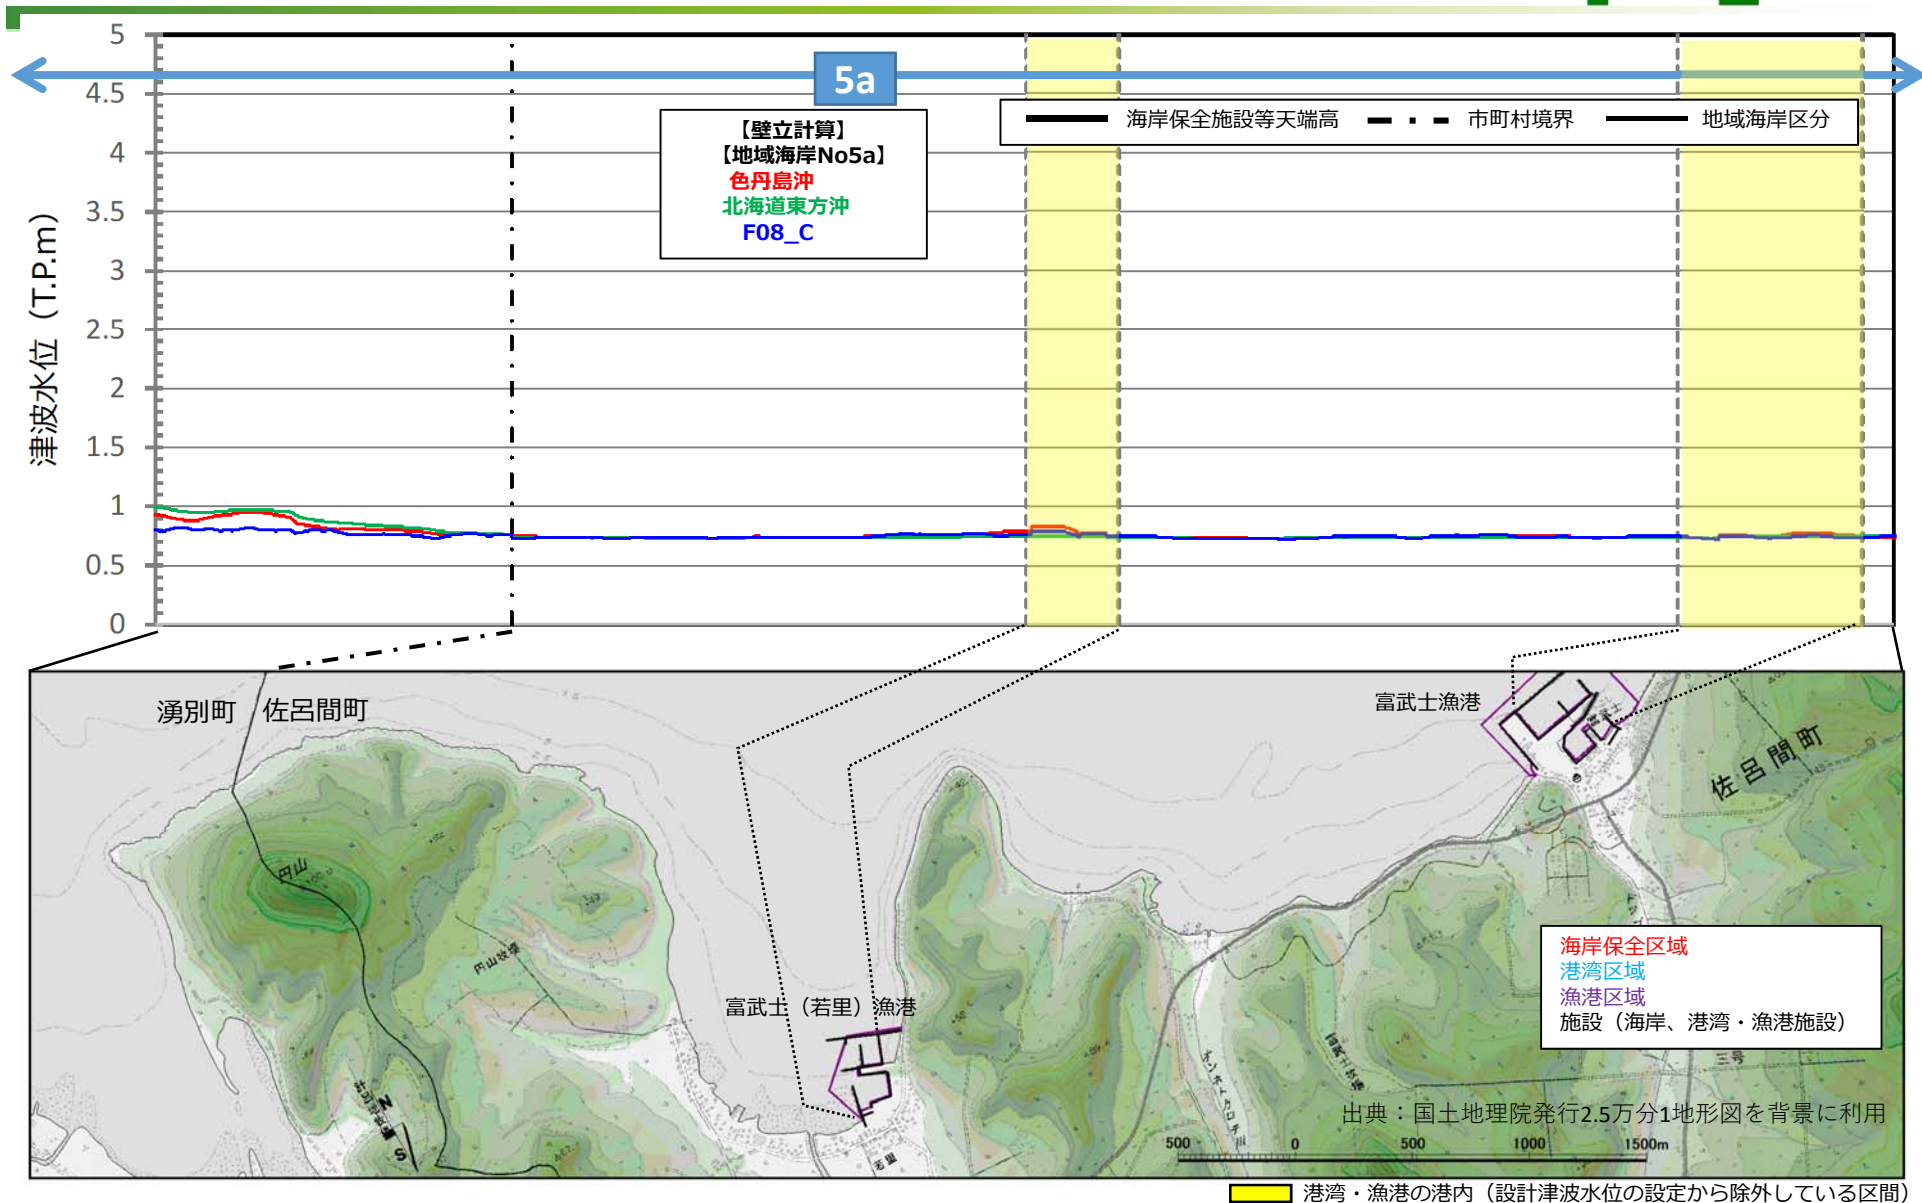 5
5a
4.5
4
3.5
3
2.5
2
1.5
1
0.5
0
津波水位（T.P.m）
【壁立計算】
【地域海岸No5a】
色丹島沖
北海道東方沖
F08_C
海岸保全施設等天端高
市町村境界
地域海岸区分
湧別町
佐呂間町
富武士漁港
佐呂間町
円山
円山牧場
富武士（若里）漁港
若里
海岸保全区域
港湾区域
漁港区域
施設（海岸、港湾・漁港施設）
三号
出典：国土地理院発行2.5万分1地形図を背景に利用
500
0
500
1000
1500m
N
S
港湾・漁港の港内（設計津波水位の設定から除外している区間）